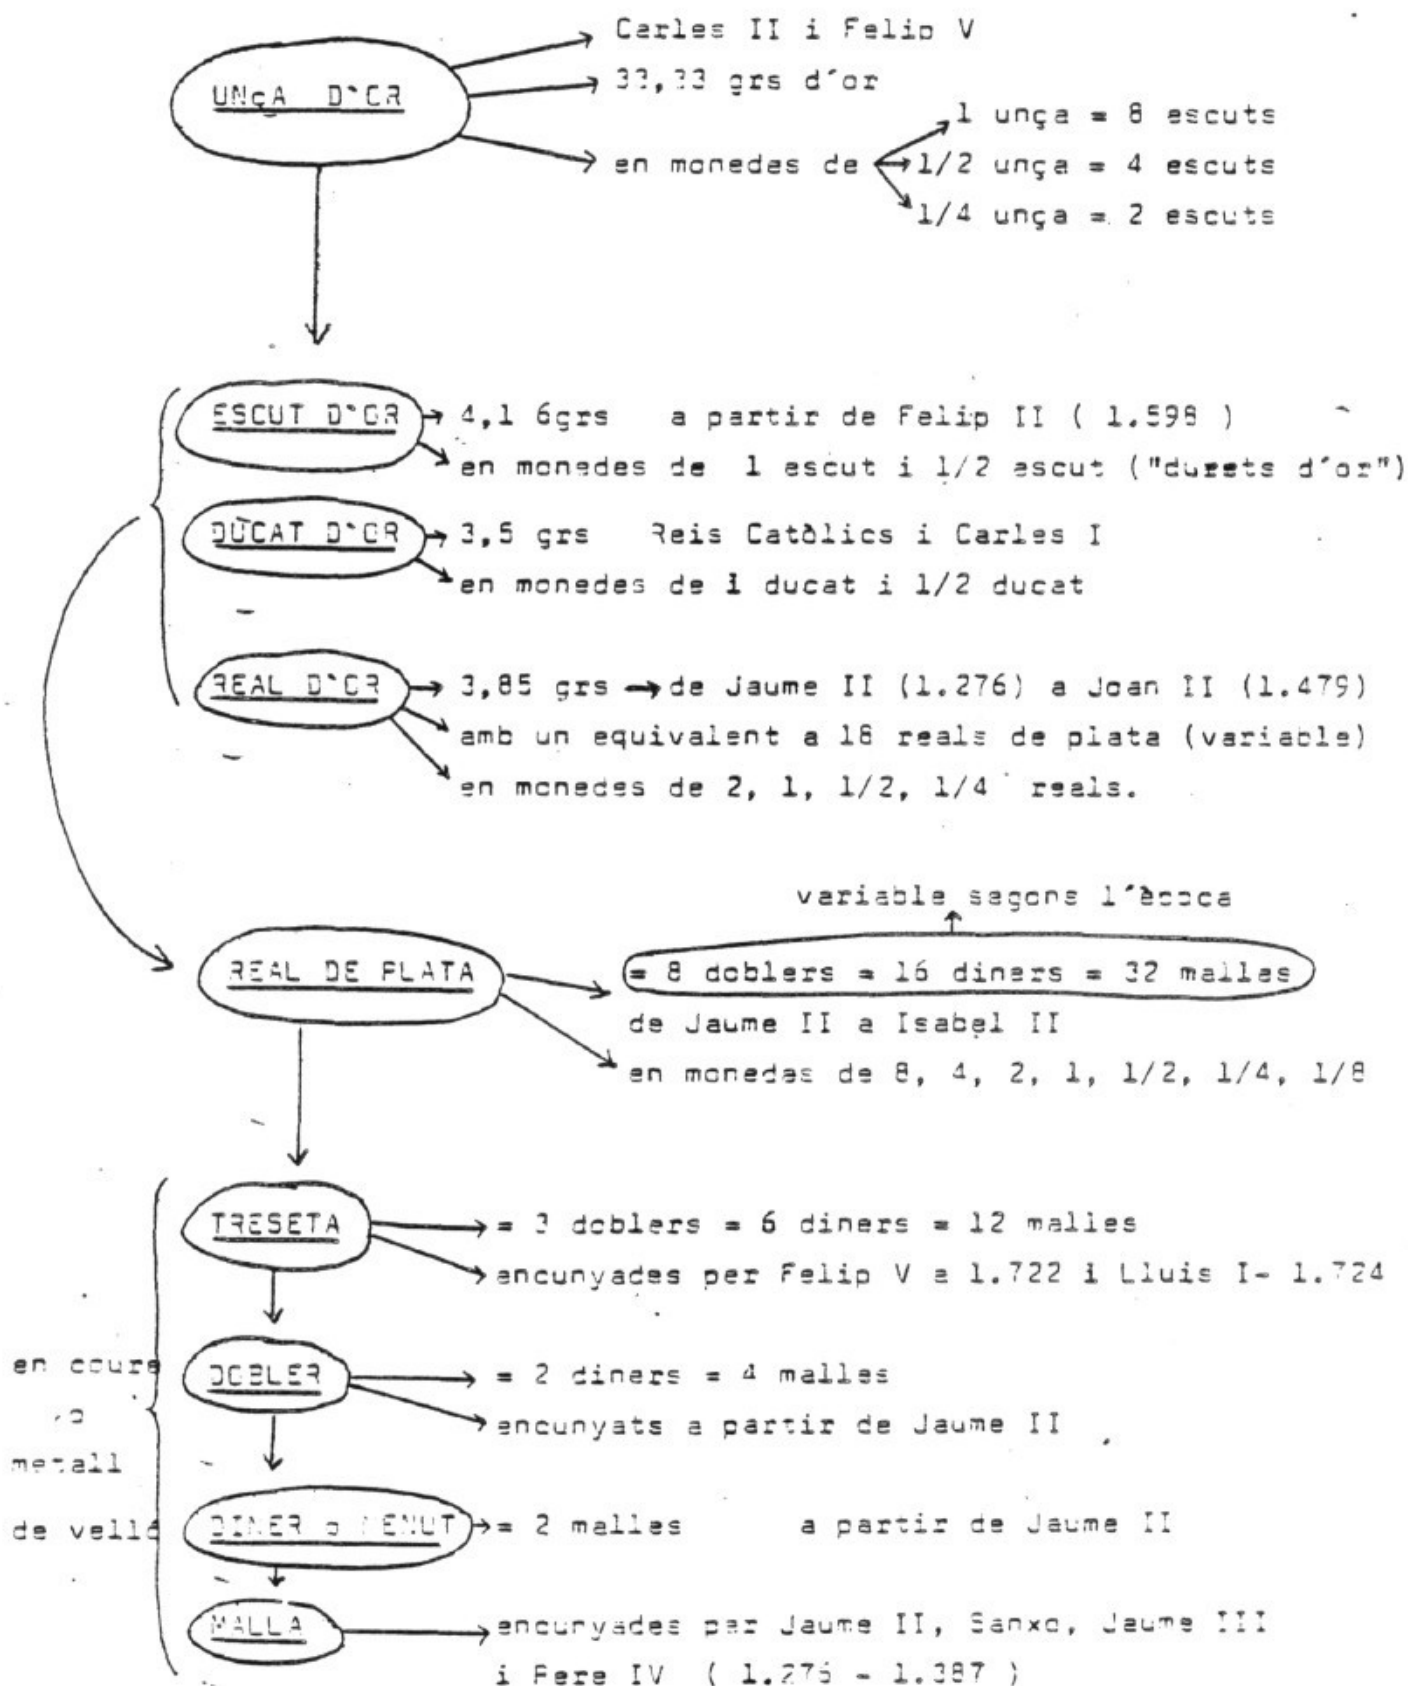 Carles II i Felip V
UNçA D'OR
33,33 grs d'or
1 unça = 8 escuts
en monedas de
1/2 unça = 4 escuts
1/4 unça = 2 escuts
ESCUT D'OR
4,1 6grs a partir de Felip II ( 1.598 )
en monedes de 1 escut i 1/2 escut ("durets d'or")
DUCAT D'OR
3,5 grs Reis Catòlics i Carles I
en monedes de 1 ducat i 1/2 ducat
REAL D'OR
3,85 grs de Jaume II (1.276) a Joan II (1.479)
amb un equivalent a 18 reals de plata (variable)
en monedes de 2, 1, 1/2, 1/4 reals.
variable segons l'època
REAL DE PLATA
= 8 doblers = 16 diners = 32 malles
de Jaume II a Isabel II
en monedas de 8, 4, 2, 1, 1/2, 1/4, 1/8
TRESETA
= 3 doblers = 6 diners = 12 malles
encunyades per Felip V a 1.722 i Lluis I- 1.724
en coure
o
metall
de velló
DOBLER
= 2 diners = 4 malles
encunyats a partir de Jaume II
DINER o MENUT
= 2 malles a partir de Jaume II
MALLA
encunyades per Jaume II, Sanxo, Jaume III
i Pere IV ( 1.276 - 1.387 )